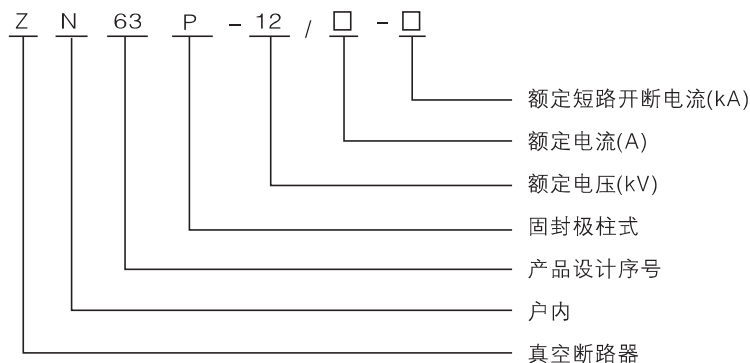 Z N 63 P - 12 / □ - □
额定短路开断电流(kA)
额定电流(A)
额定电压(kV)
固封极柱式
产品设计序号
户内
真空断路器